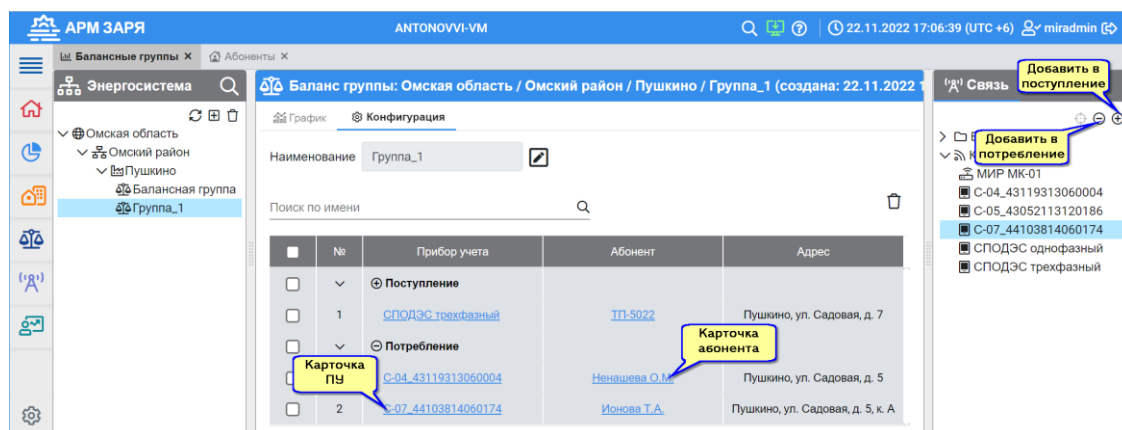 АРМ ЗАРЯ
ANTONOVVI-VM
22.11.2022 17:06:39 (UTC +6)
miradmin
Балансные группы ×
Абоненты ×
Энергосистема
Омская область
Омский район
Пушкино
Балансная группа
Группа_1
Баланс группы: Омская область / Омский район / Пушкино / Группа_1 (создана: 22.11.2022 1
График
Конфигурация
Наименование
Группа_1
Поиск по имени
№
Прибор учета
Абонент
Адрес
Поступление
1
СПОДЭС трехфазный
ТП-5022
Пушкино, ул. Садовая, д. 7
Потребление
С-04_43119313060004
Ненашева О.М.
Пушкино, ул. Садовая, д. 5
2
С-07_44103814060174
Ионова Т.А.
Пушкино, ул. Садовая, д. 5, к. А
Карточка
ПУ
Карточка
абонента
Связь
Добавить в
поступление
Добавить в
потребление
МИР МК-01
С-04_43119313060004
С-05_43052113120186
С-07_44103814060174
СПОДЭС однофазный
СПОДЭС трехфазный